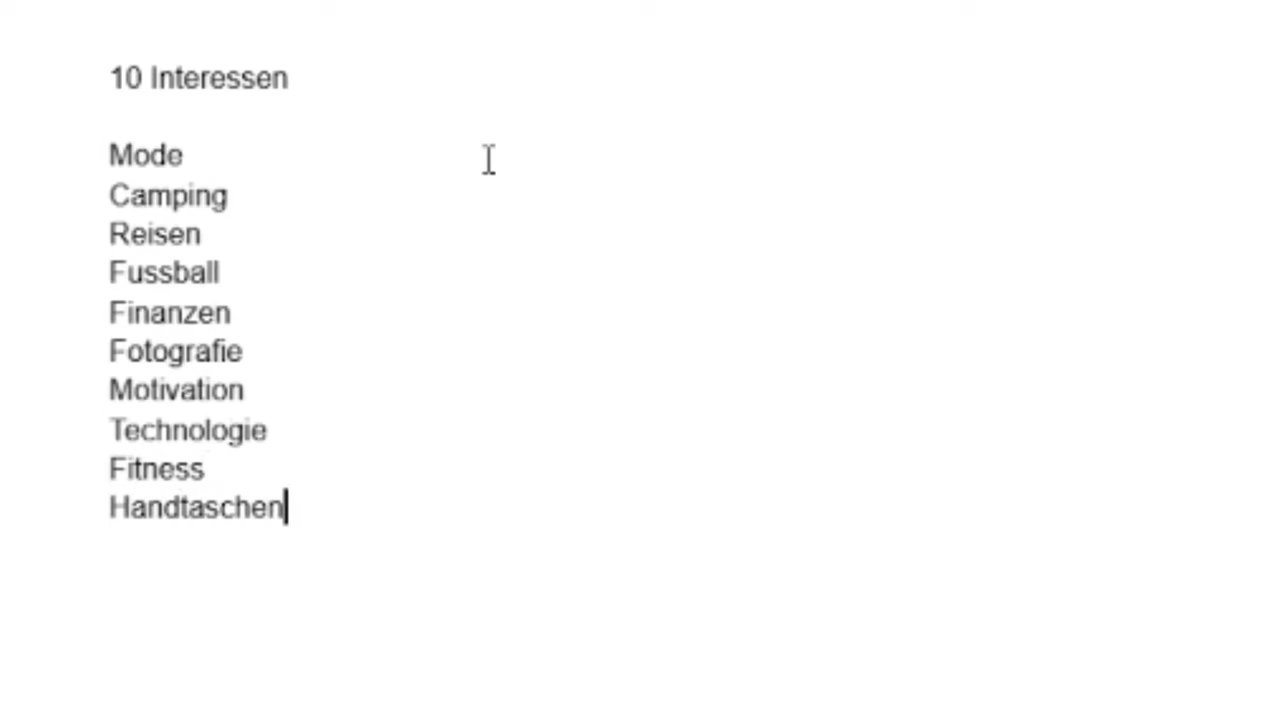 10 Interessen
Mode
Camping
Reisen
Fussball
Finanzen
Fotografie
Motivation
Technologie
Fitness
Handtaschen